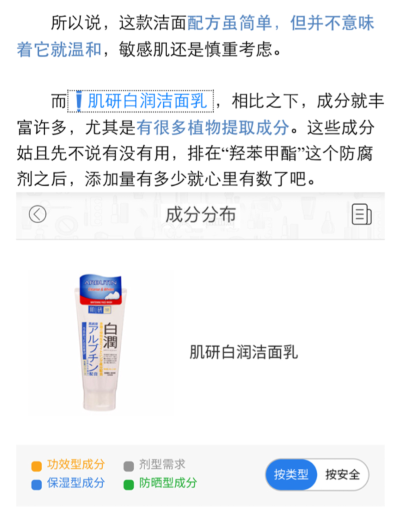 所以说，这款洁面配方虽简单，但并不意味
着它就温和，敏感肌还是慎重考虑。
而肌研白润洁面乳，相比之下，成分就丰
富许多，尤其是有很多植物提取成分。这些成分
姑且先不说有没有用，排在“羟苯甲酯”这个防腐
剂之后，添加量有多少就心里有数了吧。
成分分布
肌研
白潤
アルブチン
肌研白润洁面乳
功效型成分
剂型需求
保湿型成分
防晒型成分
按类型
按安全